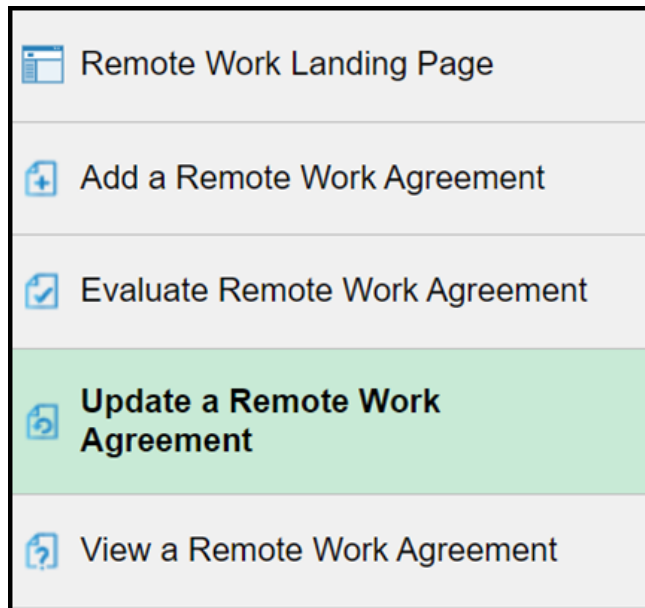 Remote Work Landing Page
Add a Remote Work Agreement
Evaluate Remote Work Agreement
Update a Remote Work
Agreement
View a Remote Work Agreement